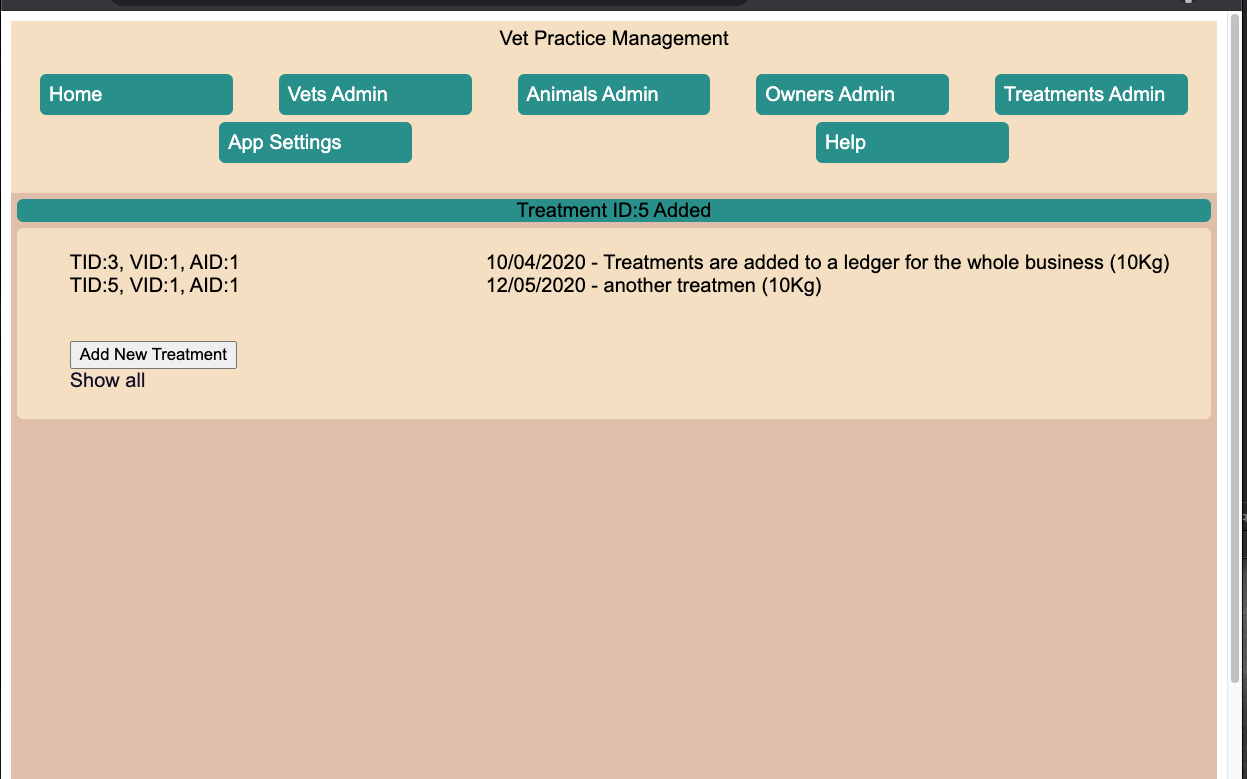 Vet Practice Management
Home
Vets Admin
Animals Admin
Owners Admin
Treatments Admin
App Settings
Help
Treatment ID:5 Added
TID:3, VID:1, AID:1 10/04/2020 - Treatments are added to a ledger for the whole business (10Kg)
TID:5, VID:1, AID:1 12/05/2020 - another treatmen (10Kg)
Add New Treatment
Show all